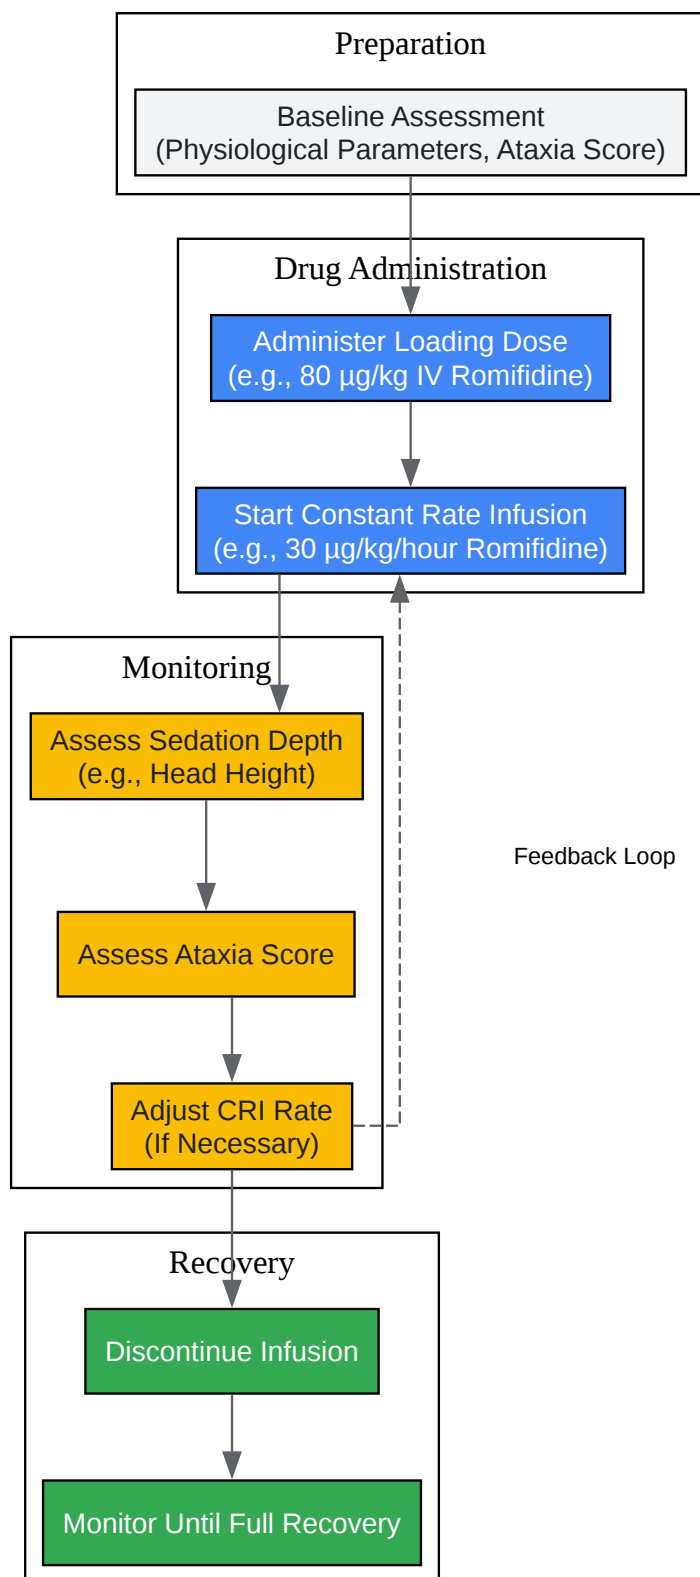 Preparation
Baseline Assessment
(Physiological Parameters, Ataxia Score)
Drug Administration
Administer Loading Dose
(e.g., 80 µg/kg IV Romifidine)
Start Constant Rate Infusion
(e.g., 30 µg/kg/hour Romifidine)
Monitoring
Assess Sedation Depth
(e.g., Head Height)
Feedback Loop
Assess Ataxia Score
Adjust CRI Rate
(If Necessary)
Recovery
Discontinue Infusion
Monitor Until Full Recovery